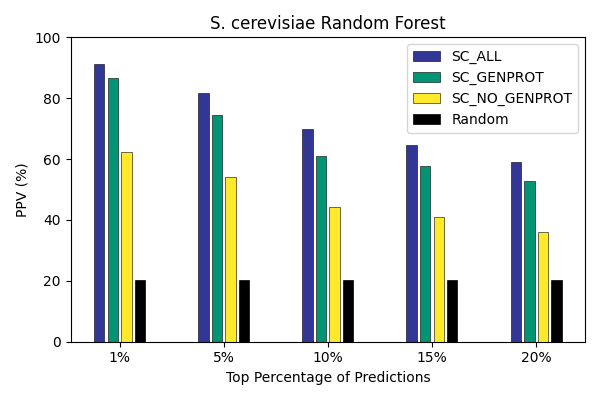 S. cerevisiae Random Forest
100
80
60
40
20
0
PPV (%)
SC_ALL
SC_GENPROT
SC_NO_GENPROT
Random
1% 5% 10% 15% 20%
Top Percentage of Predictions